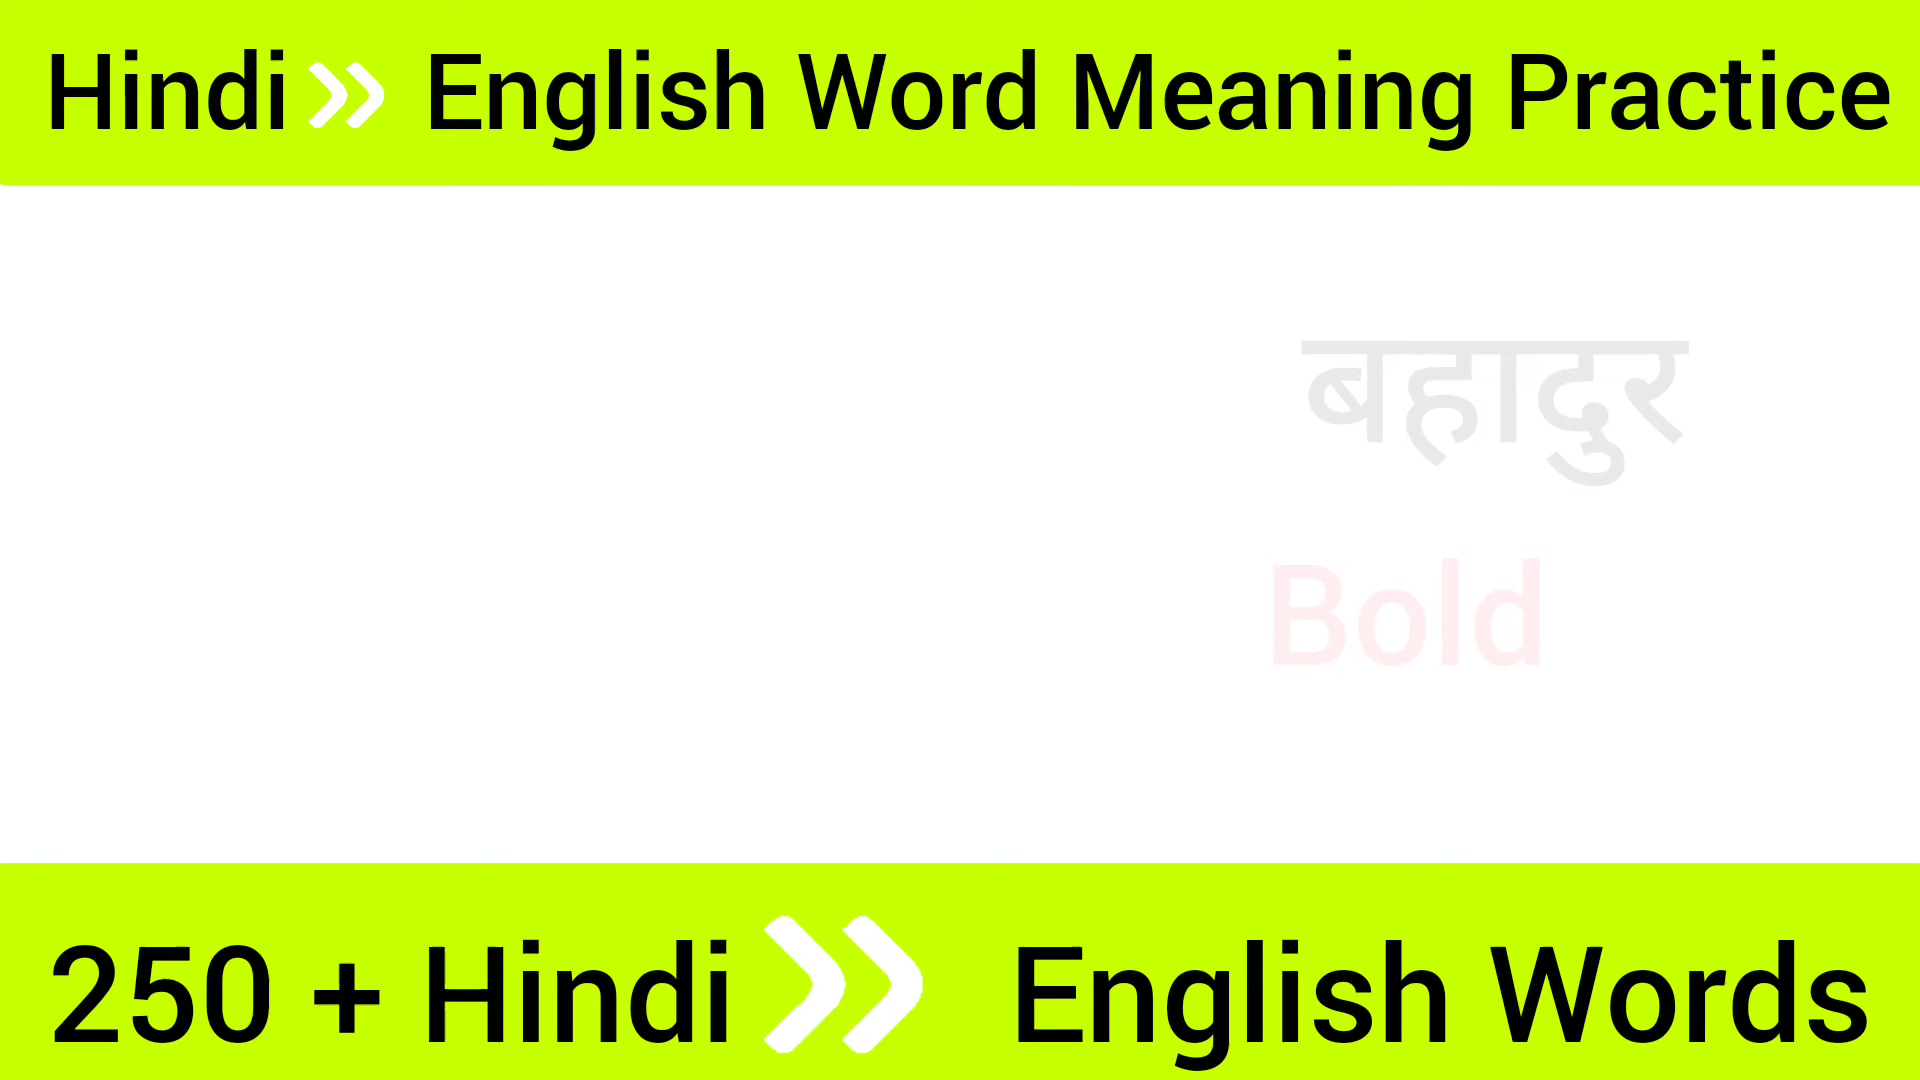 Hindi » English Word Meaning Practice
बहादुर
Bold
250 + Hindi » English Words